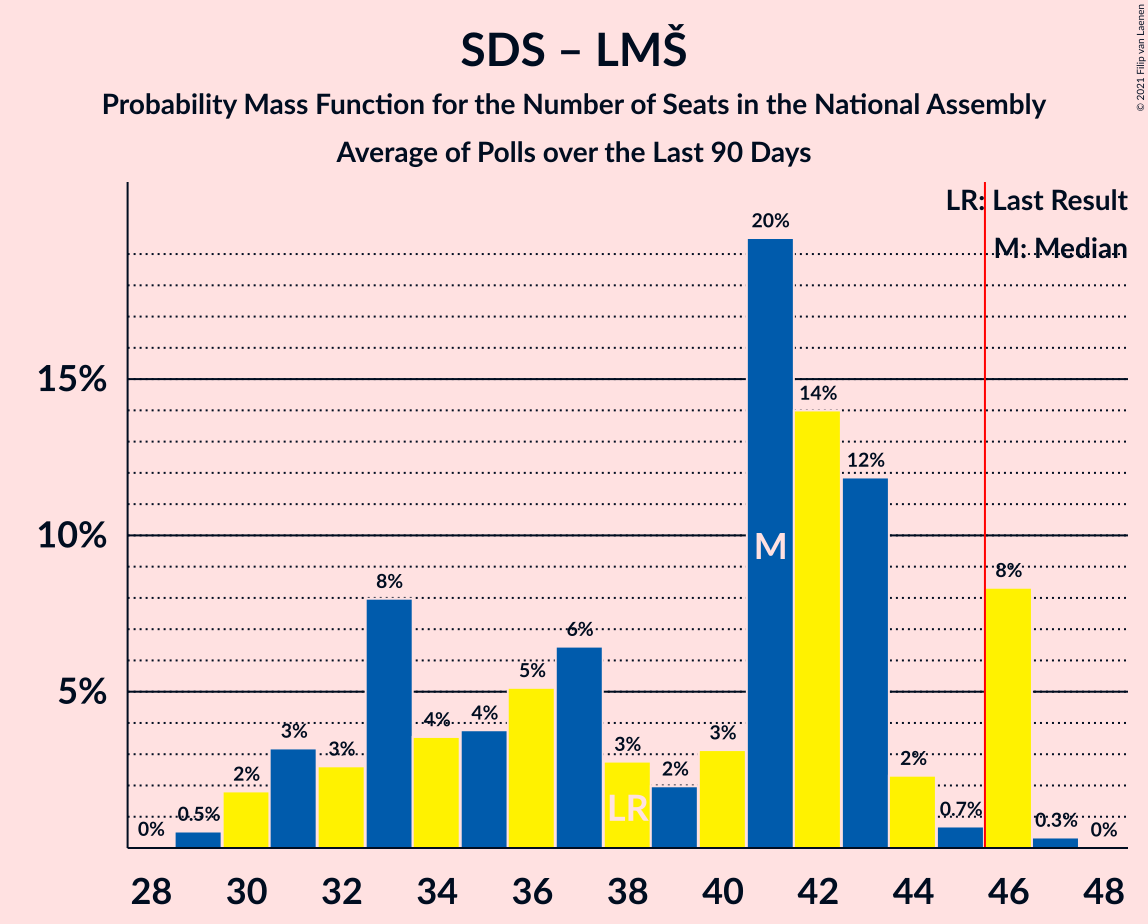 SDS – LMŠ
Probability Mass Function for the Number of Seats in the National Assembly
Average of Polls over the Last 90 Days
© 2021 Filip van Laenen
LR: Last Result
M: Median
15%
10%
5%
0% 0.5% 2% 3% 3% 8% 4% 4% 5% 6% 3% 2% 3% 20% 14% 12% 2% 0.7% 8% 0.3% 0%
M
LR
28 30 32 34 36 38 40 42 44 46 48